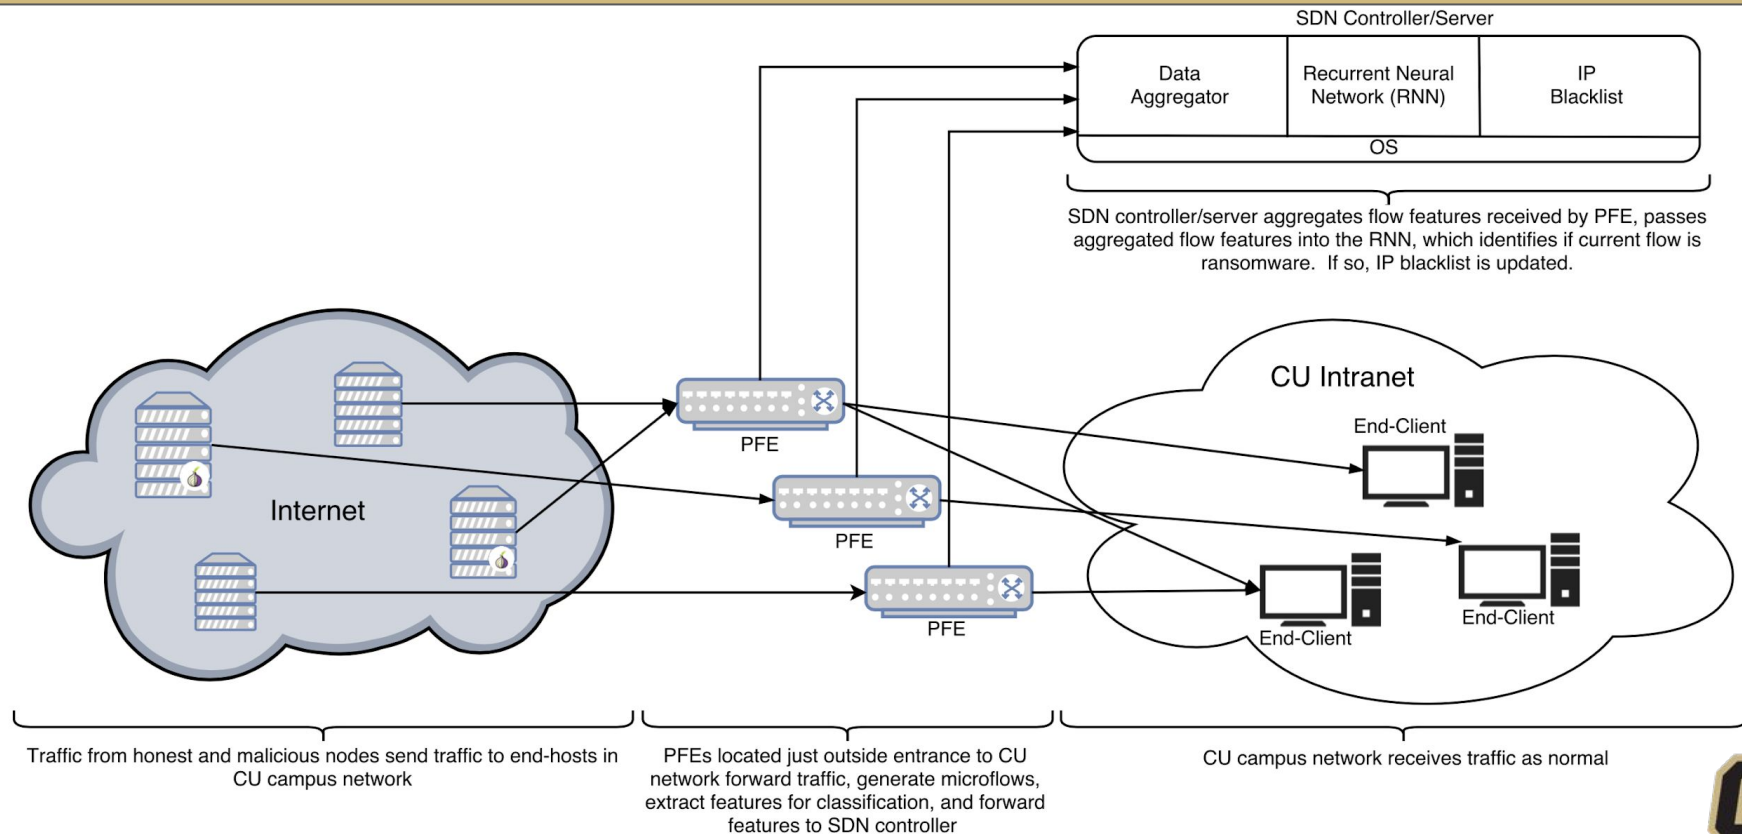 SDN Controller/Server
Data
Aggregator
Recurrent Neural
Network (RNN)
IP
Blacklist
OS
SDN controller/server aggregates flow features received by PFE, passes
aggregated flow features into the RNN, which identifies if current flow is
ransomware.  If so, IP blacklist is updated.
Internet
PFE
PFE
PFE
CU Intranet
End-Client
End-Client
End-Client
Traffic from honest and malicious nodes send traffic to end-hosts in
CU campus network
PFEs located just outside entrance to CU
network forward traffic, generate microflows,
extract features for classification, and forward
features to SDN controller
CU campus network receives traffic as normal